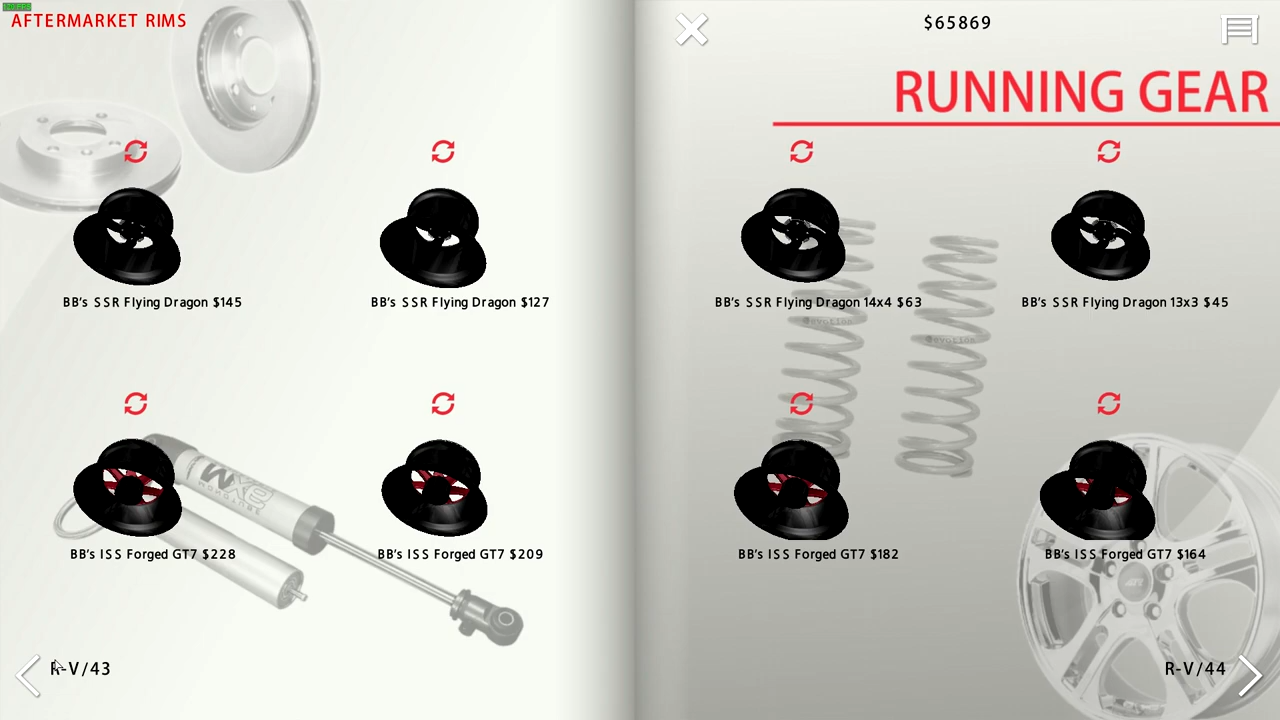 AFTERMARKET RIMS
$65869
RUNNING GEAR
BB's SSR Flying Dragon $145
BB's SSR Flying Dragon $127
BB's SSR Flying Dragon 14x4 $63
BB's SSR Flying Dragon 13x3 $45
BB's ISS Forged GT7 $228
BB's ISS Forged GT7 $209
BB's ISS Forged GT7 $182
BB's ISS Forged GT7 $164
R-V/43
R-V/44